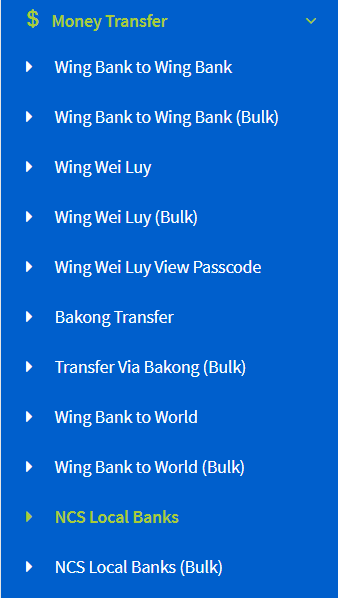 $ Money Transfer
Wing Bank to Wing Bank
Wing Bank to Wing Bank (Bulk)
Wing Wei Luy
Wing Wei Luy (Bulk)
Wing Wei Luy View Passcode
Bakong Transfer
Transfer Via Bakong (Bulk)
Wing Bank to World
Wing Bank to World (Bulk)
NCS Local Banks
NCS Local Banks (Bulk)